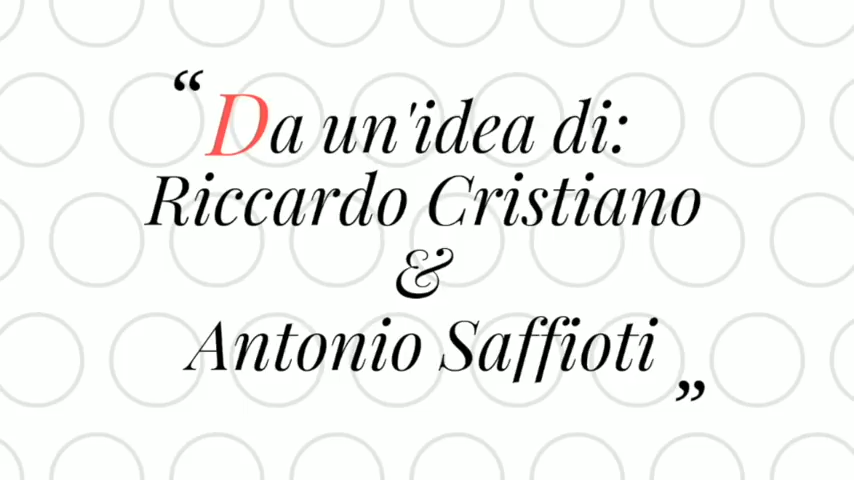 “Da un'idea di:
Riccardo Cristiano
&
Antonio Saffioti”